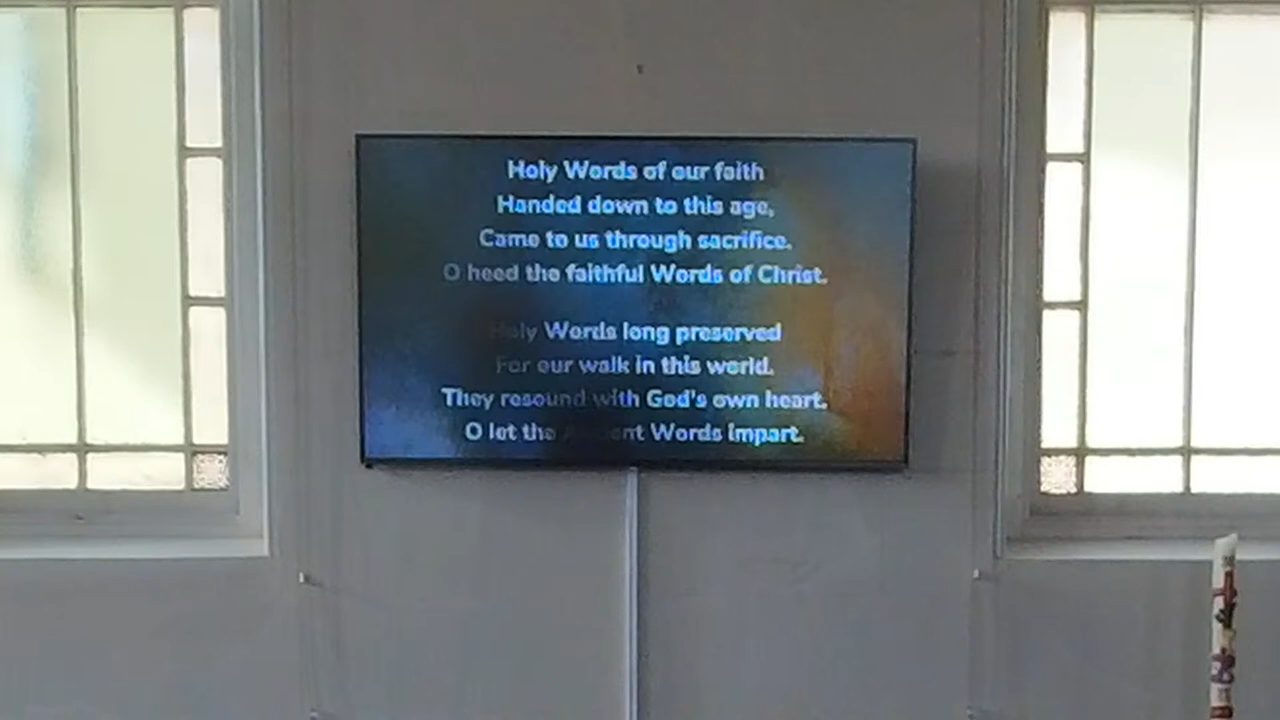 Holy Words of our faith
Handed down to this age,
Came to us through sacrifice.
O heed the faithful Words of Christ.
Holy Words long preserved
For our walk in this world.
They resound with God's own heart.
O let the Ancient Words impart.